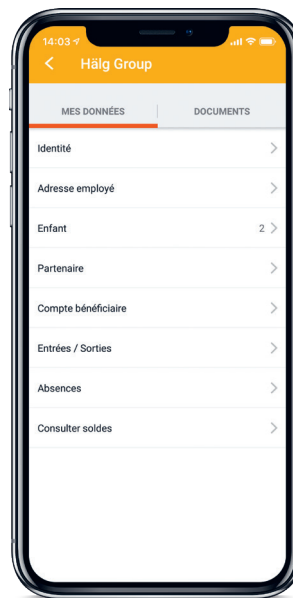 14:03
Hälg Group
MES DONNÉES DOCUMENTS
Identité
Adresse employé
Enfant 2
Partenaire
Compte bénéficiaire
Entrées / Sorties
Absences
Consulter soldes